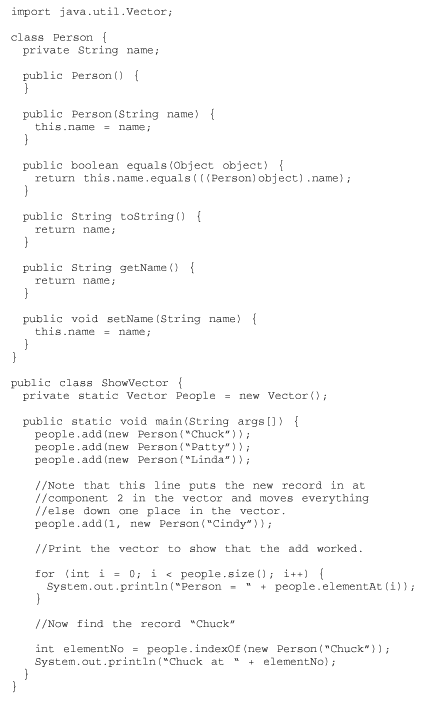 import java.util.Vector;
class Person {
private String name;
public Person() {
}
public Person(String name) {
this.name = name;
}
public boolean equals(Object object) {
return this.name.equals(((Person)object).name);
}
public String toString() {
return name;
}
public String getName() {
return name;
}
public void setName(String name) {
this.name = name;
}
}
public class ShowVector {
private static Vector People = new Vector();
public static void main(String args[]) {
people.add(new Person(“Chuck”));
people.add(new Person(“Patty”));
people.add(new Person(“Linda”));
//Note that this line puts the new record in at
//component 2 in the vector and moves everything
//else down one place in the vector.
people.add(1, new Person(“Cindy”));
//Print the vector to show that the add worked.
for (int i = 0; i < people.size(); i++) {
System.out.println(“Person = “ + people.elementAt(i));
}
//Now find the record “Chuck”
int elementNo = people.indexOf(new Person(“Chuck”));
System.out.println(“Chuck at “ + elementNo);
}
}